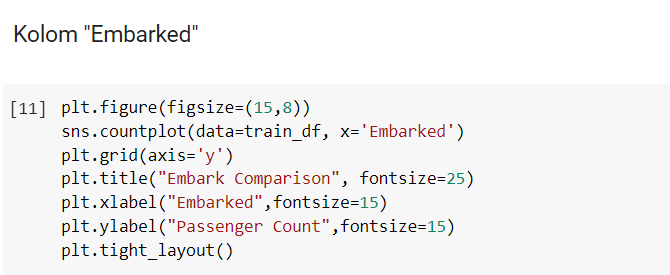 Kolom "Embarked"
[11] plt.figure(figsize=(15,8))
sns.countplot(data=train_df, x='Embarked')
plt.grid(axis='y')
plt.title("Embark Comparison", fontsize=25)
plt.xlabel("Embarked",fontsize=15)
plt.ylabel("Passenger Count",fontsize=15)
plt.tight_layout()